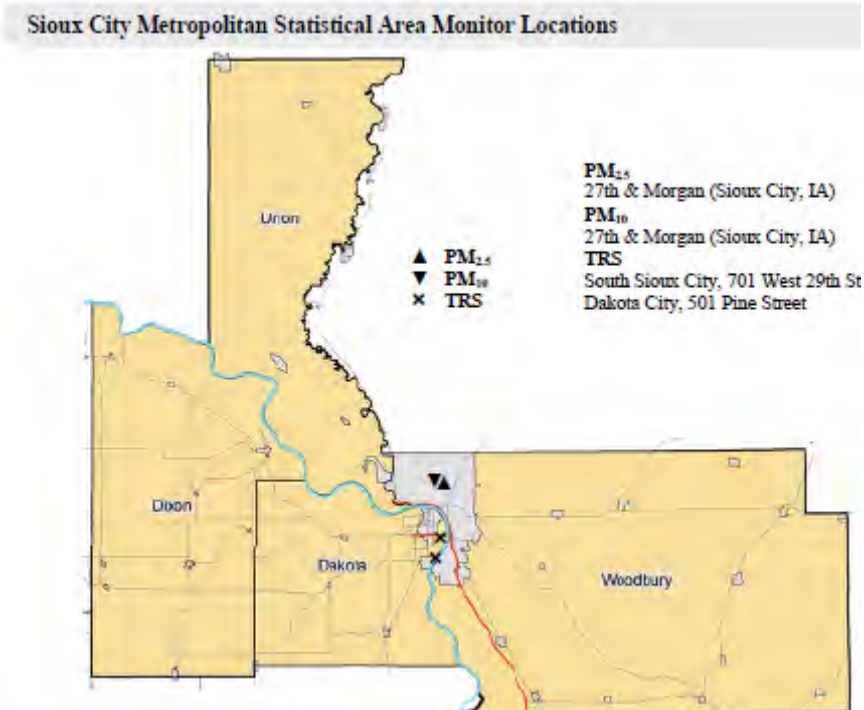 Sioux City Metropolitan Statistical Area Monitor Locations
PM2.5
27th & Morgan (Sioux City, IA)
PM10
27th & Morgan (Sioux City, IA)
TRS
South Sioux City, 701 West 29th St
Dakota City, 501 Pine Street
PM2.5
PM10
TRS
Union
Dixon
Dakota
Woodbury